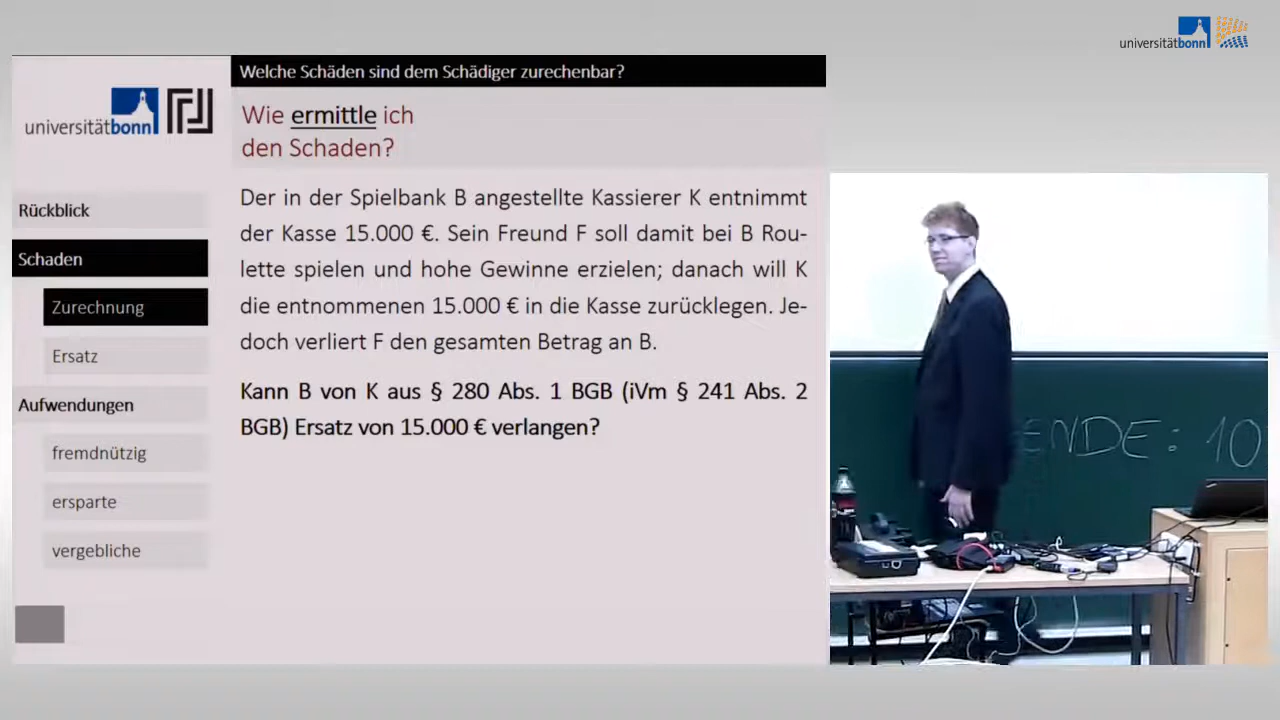 universitätbonn
Welche Schäden sind dem Schädiger zurechenbar?
universitätbonn
Wie ermittle ich
den Schaden?
Rückblick
Schaden
Zurechnung
Ersatz
Aufwendungen
fremdnützig
ersparte
vergebliche
Der in der Spielbank B angestellte Kassierer K entnimmt
der Kasse 15.000 €. Sein Freund F soll damit bei B Rou-
lette spielen und hohe Gewinne erzielen; danach will K
die entnommenen 15.000 € in die Kasse zurücklegen. Je-
doch verliert F den gesamten Betrag an B.
Kann B von K aus § 280 Abs. 1 BGB (iVm § 241 Abs. 2
BGB) Ersatz von 15.000 € verlangen?
ENDE: 10